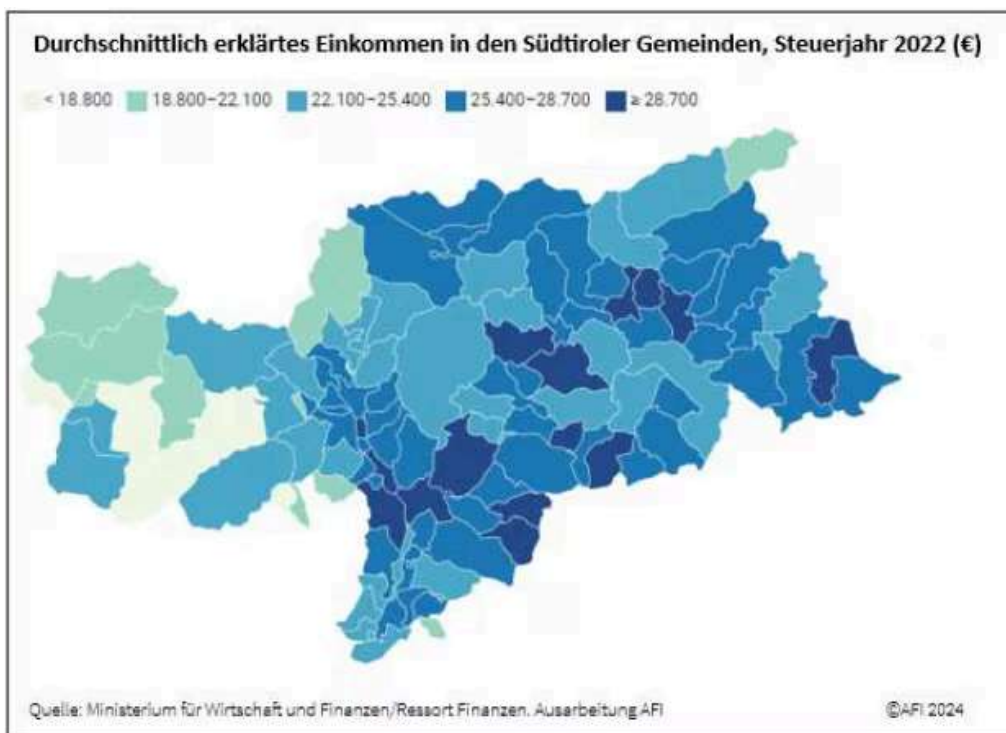 Durchschnittlich erklärtes Einkommen in den Südtiroler Gemeinden, Steuerjahr 2022 (€)
< 18.800 18.800–22.100 22.100–25.400 25.400–28.700 ≥ 28.700
Quelle: Ministerium für Wirtschaft und Finanzen/Ressort Finanzen. Ausarbeitung AFI ©AFI 2024